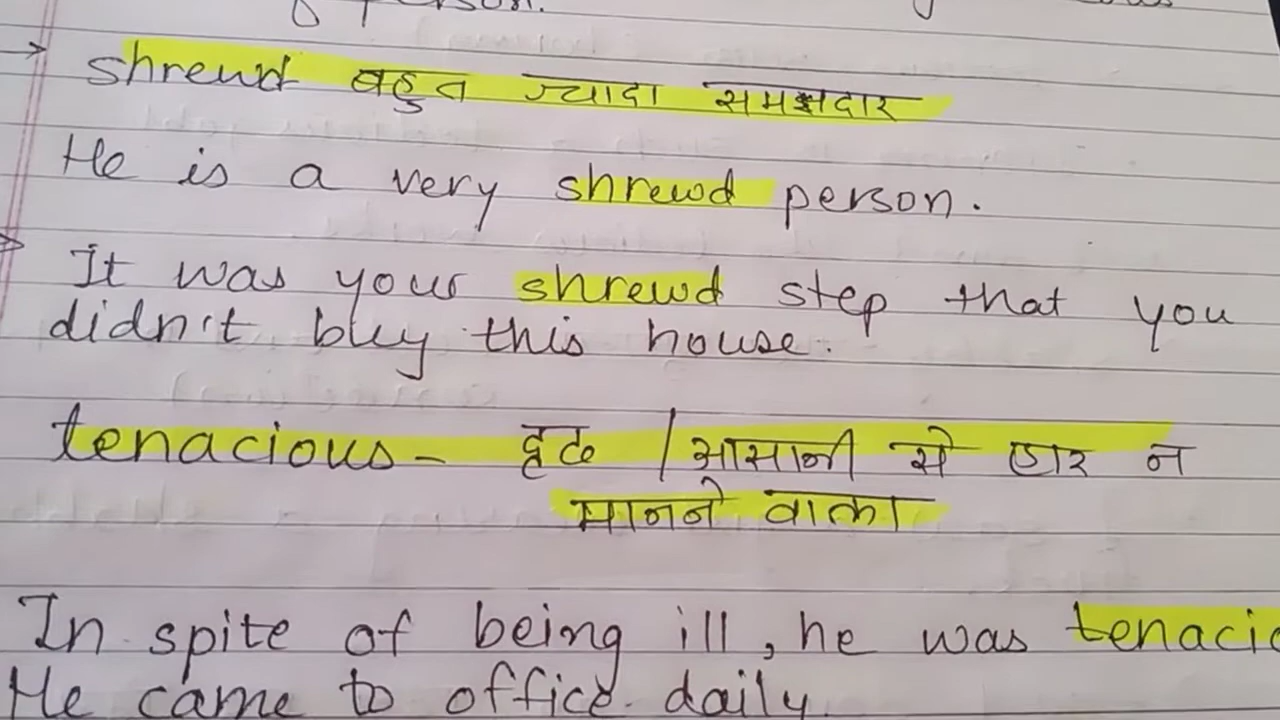 → shrewd बहुत ज्यादा समझदार
He is a very shrewd person.
→ It was your shrewd step that you
didn't buy this house.
tenacious - दृढ / आसानी से हार न
मानने वाला
In spite of being ill, he was
He came to office daily